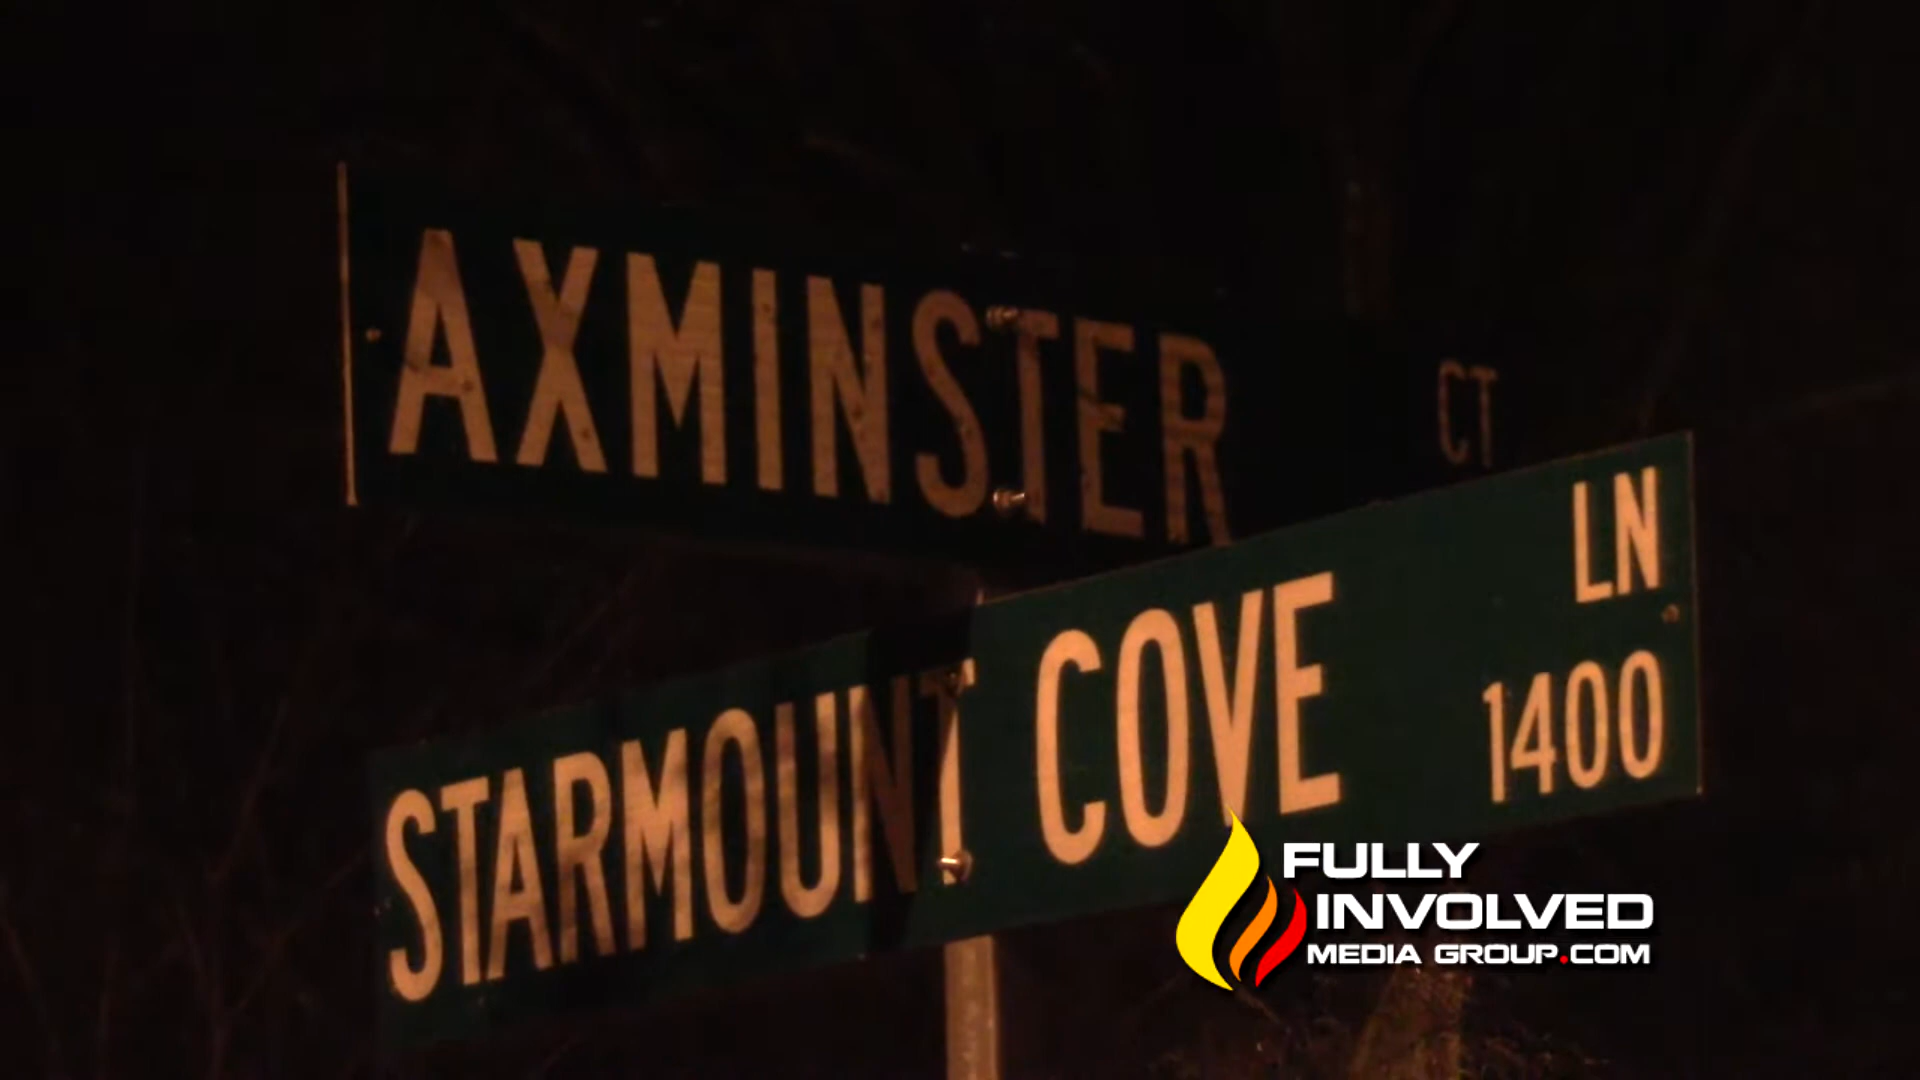 AXMINSTER CT
STARMOUNT COVE LN
1400
FULLY
INVOLVED
MEDIA GROUP.COM